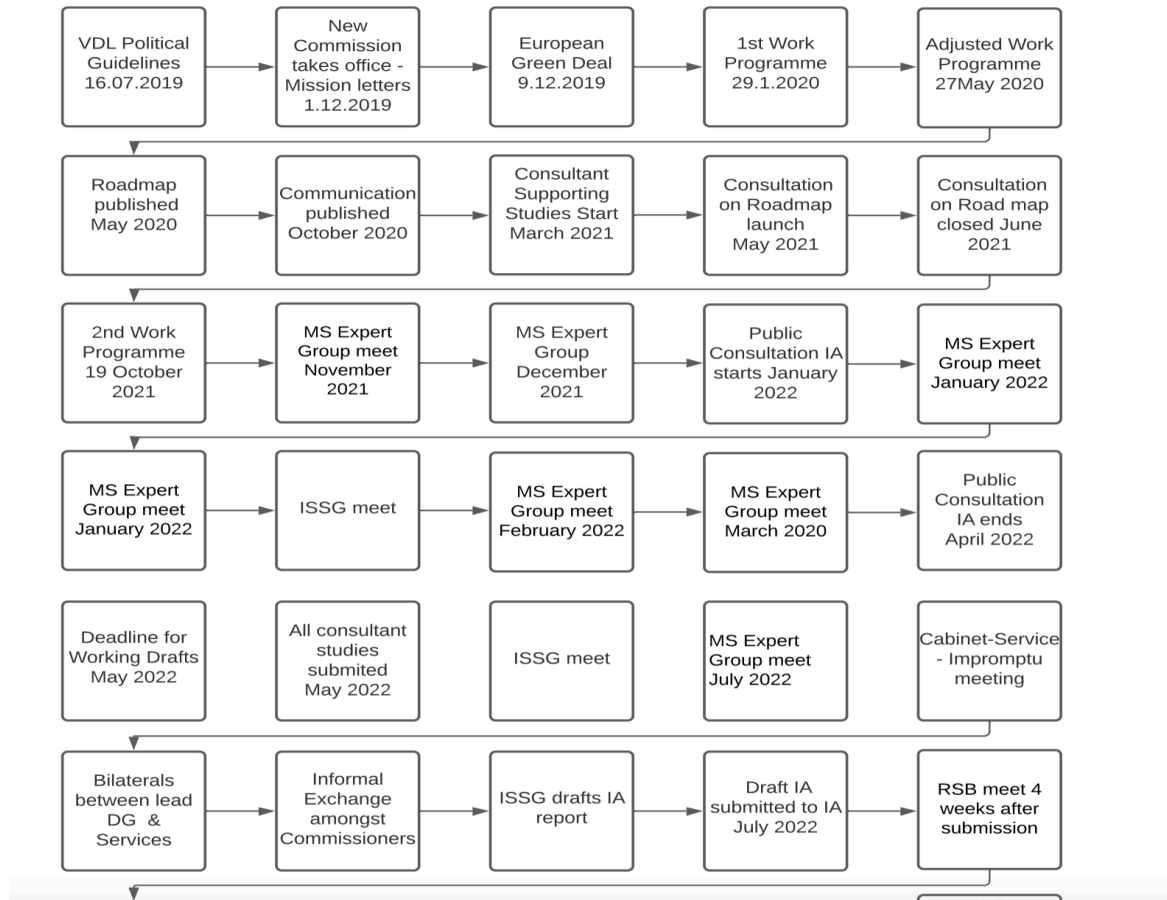 VDL Political
Guidelines
16.07.2019
New
Commission
takes office -
Mission letters
1.12.2019
European
Green Deal
9.12.2019
1st Work
Programme
29.1.2020
Adjusted Work
Programme
27May 2020
Roadmap
published
May 2020
Communication
published
October 2020
Consultant
Supporting
Studies Start
March 2021
Consultation
on Roadmap
launch
May 2021
Consultation
on Road map
closed June
2021
2nd Work
Programme
19 October
2021
MS Expert
Group meet
November
2021
MS Expert
Group
December
2021
Public
Consultation IA
starts January
2022
MS Expert
Group meet
January 2022
MS Expert
Group meet
January 2022
ISSG meet
MS Expert
Group meet
February 2022
MS Expert
Group meet
March 2020
Public
Consultation
IA ends
April 2022
Deadline for
Working Drafts
May 2022
All consultant
studies
submited
May 2022
ISSG meet
MS Expert
Group meet
July 2022
Cabinet-Service
- Impromptu
meeting
Bilaterals
between lead
DG &
Services
Informal
Exchange
amongst
Commissioners
ISSG drafts IA
report
Draft IA
submitted to IA
July 2022
RSB meet 4
weeks after
submission